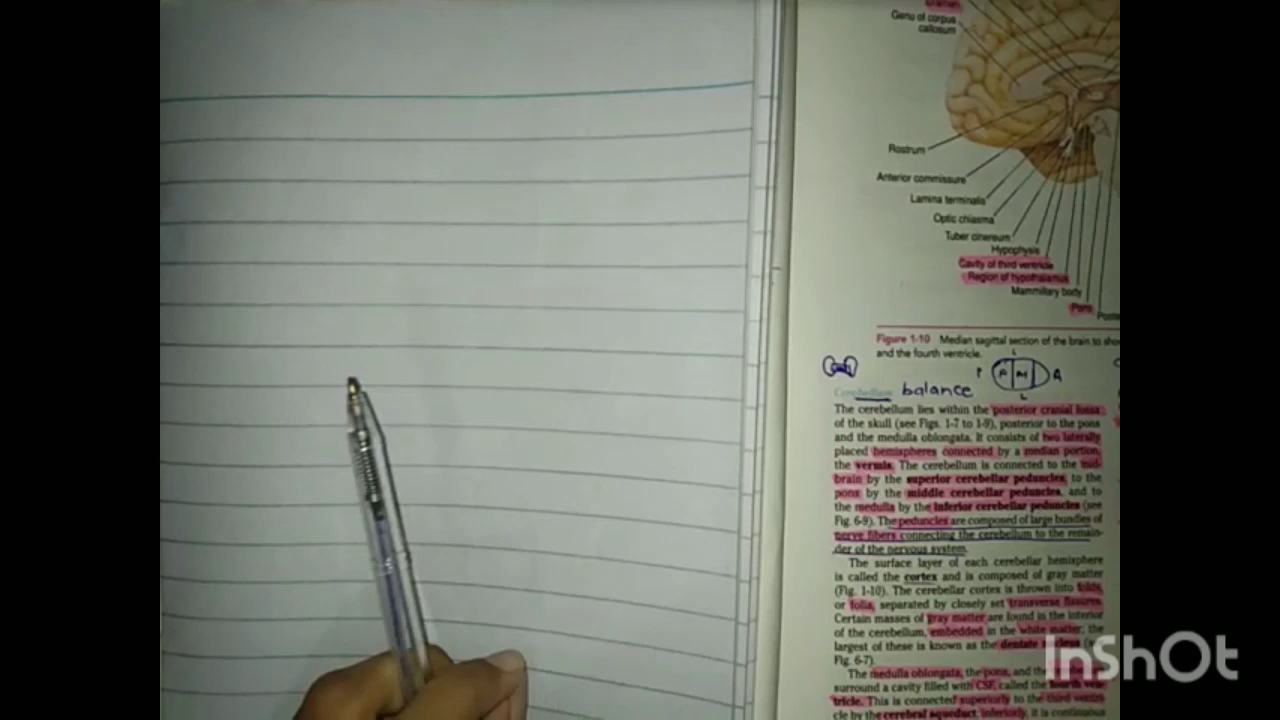 Genu of corpus
callosum
Rostrum
Anterior commissure
Lamina terminalis
Optic chiasma
Tuber cinereum
Hypophysis
Cavity of third ventricle
Region of hypothalamus
Mammillary body
Pons
Figure 1-10 Median sagittal section of the brain to
and the fourth ventricle.
L
P P M A
L
Cerebellum balance
The cerebellum lies within the posterior cranial fossa
of the skull (see Figs. 1-7 to 1-9), posterior to the pons
and the medulla oblongata. It consists of two laterally
placed hemispheres connected by a median portion,
the vermis. The cerebellum is connected to the mid-
brain by the superior cerebellar peduncles, to the
pons by the middle cerebellar peduncles, and to
the medulla by the inferior cerebellar peduncles (see
Fig. 6-9). The peduncles are composed of large bundles of
nerve fibers connecting the cerebellum to the remain-
der of the nervous system.
The surface layer of each cerebellar hemisphere
is called the cortex and is composed of gray matter
(Fig. 1-10). The cerebellar cortex is thrown into folds,
or folia, separated by closely set transverse fissures.
Certain masses of gray matter are found in the interior
of the cerebellum, embedded in the white matter; the
largest of these is known as the dentate
Fig. 6-7).
The medulla oblongata, the pons, and the
surround a cavity filled with CSF, called the fourth
tricle. This is connected superiorly to the third
cle by the cerebral aqueduct; inferiorly, it is continuous
InShOt